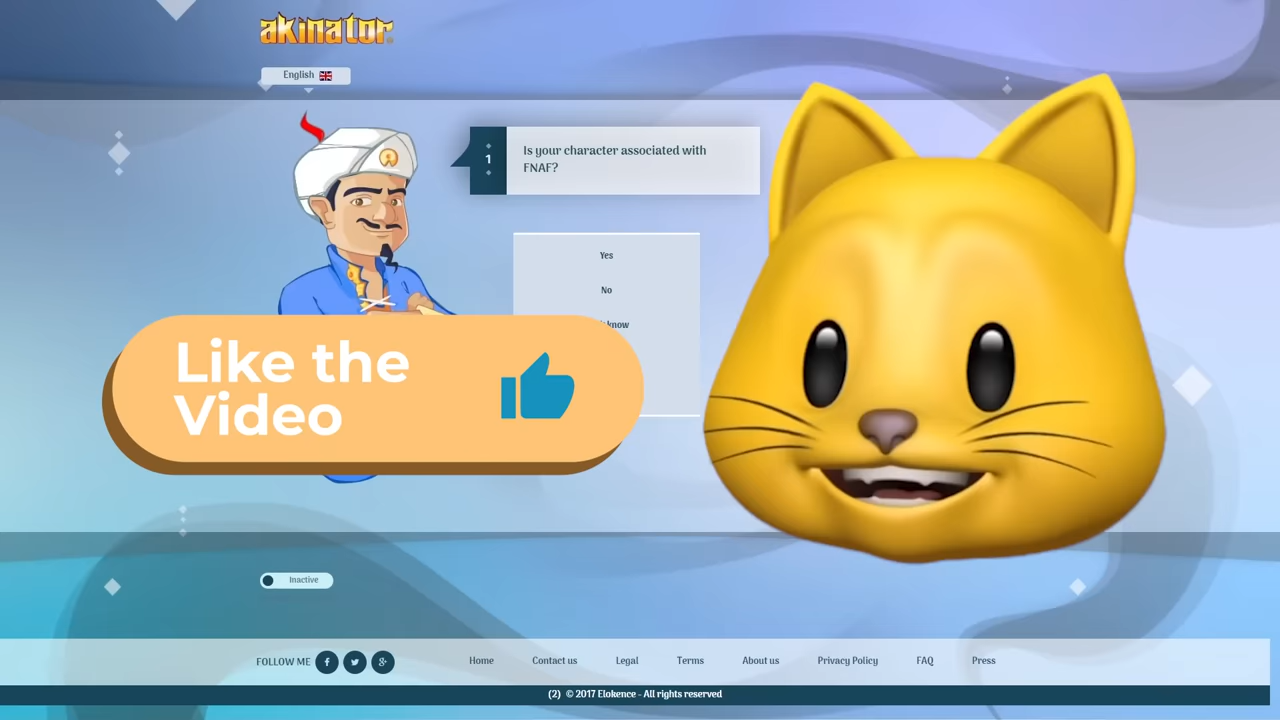 akinator
English
1
Is your character associated with
FNAF?
Yes
No
know
Like the
Video
Inactive
FOLLOW ME
Home Contact us Legal Terms About us Privacy Policy FAQ Press
(2) © 2017 Elokence - All rights reserved